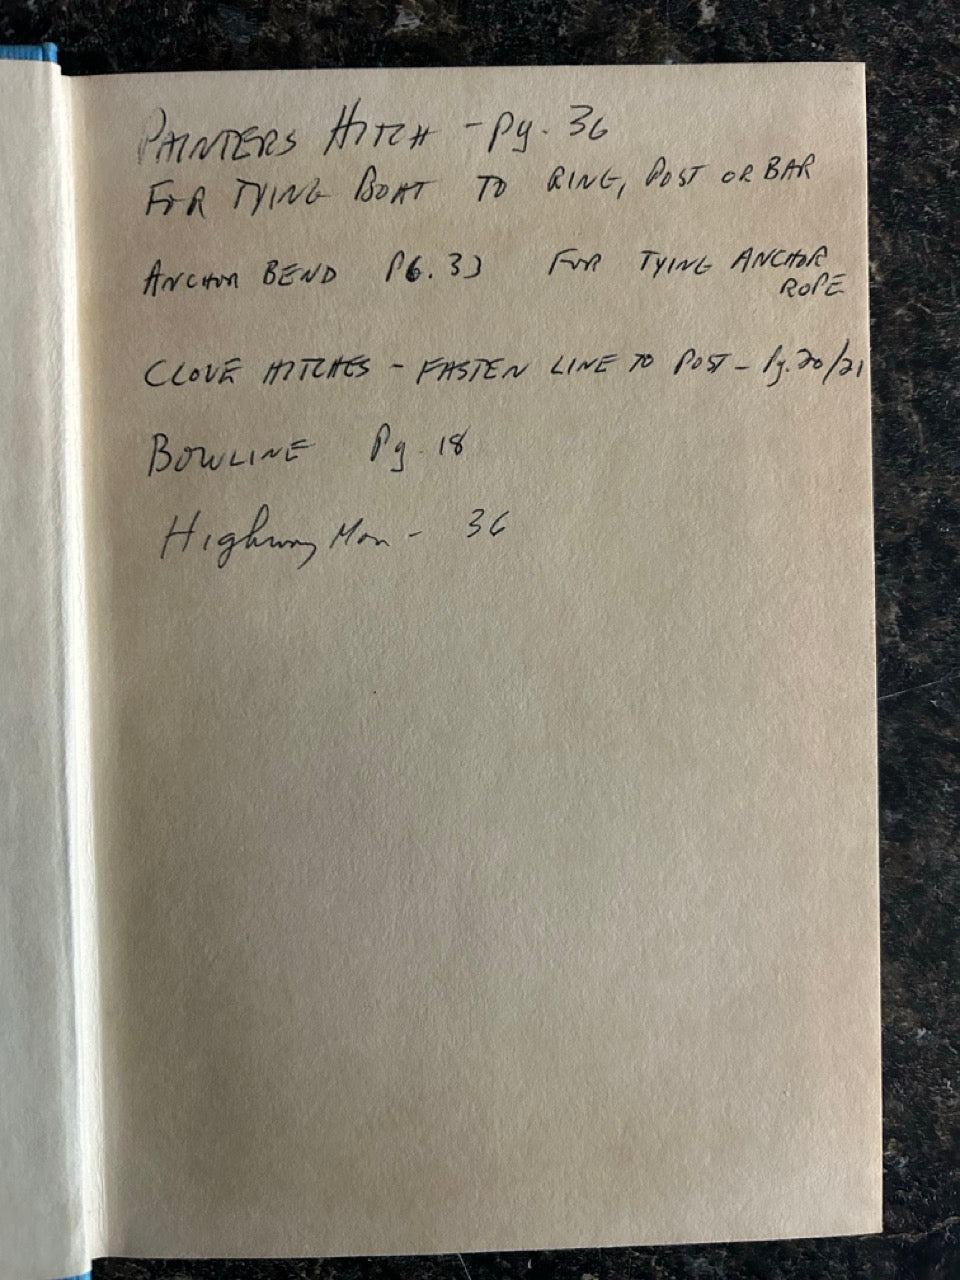 PAINTERS HITCH - Pg. 36
FOR TYING BOAT TO RING, POST OR BAR
ANCHOR BEND PG. 33 FOR TYING ANCHOR
ROPE
CLOVE HITCHES - FASTEN LINE TO POST - Pg. 20/21
BOWLINE Pg. 18
Highway Man - 36